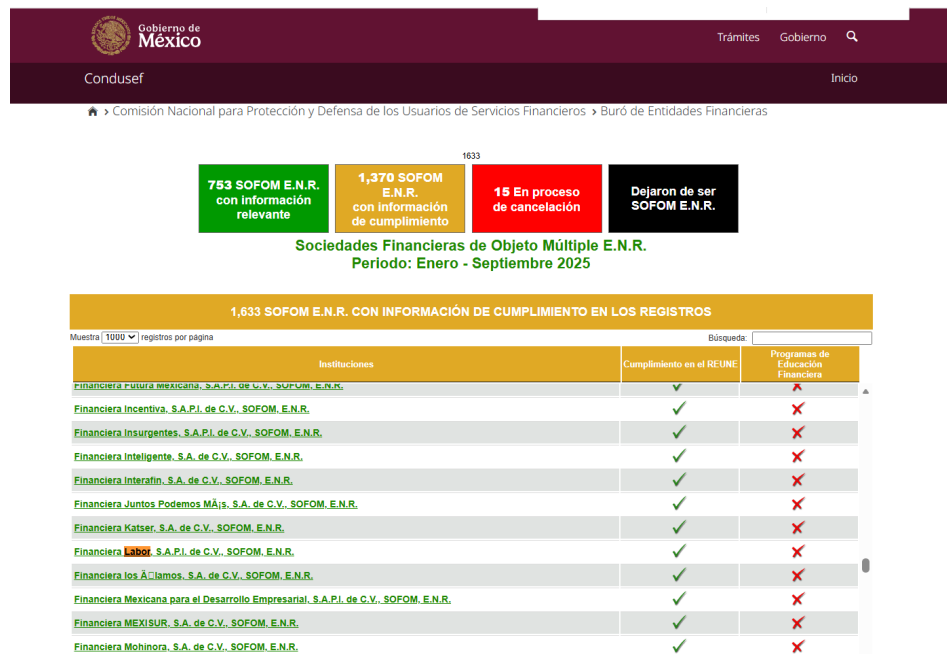 Gobierno de
México
Trámites Gobierno
Condusef
Inicio
> Comisión Nacional para Protección y Defensa de los Usuarios de Servicios Financieros > Buró de Entidades Financieras
1633
753 SOFOM E.N.R.
con información
relevante
1,370 SOFOM
E.N.R.
con información
de cumplimiento
15 En proceso
de cancelación
Dejaron de ser
SOFOM E.N.R.
Sociedades Financieras de Objeto Múltiple E.N.R.
Periodo: Enero - Septiembre 2025
1,633 SOFOM E.N.R. CON INFORMACIÓN DE CUMPLIMIENTO EN LOS REGISTROS
Muestra 1000 registros por página
Búsqueda:
Instituciones
Cumplimiento en el REUNE
Programas de
Educación
Financiera
Financiera Futura Mexicana, S.A.P.I. de C.V., SOFOM, E.N.R.
Financiera Incentiva, S.A.P.I. de C.V., SOFOM, E.N.R.
Financiera Insurgentes, S.A.P.I. de C.V., SOFOM, E.N.R.
Financiera Inteligente, S.A. de C.V., SOFOM, E.N.R.
Financiera Interafin, S.A. de C.V., SOFOM, E.N.R.
Financiera Juntos Podemos MÃ¡s, S.A. de C.V., SOFOM, E.N.R.
Financiera Katser, S.A. de C.V., SOFOM, E.N.R.
Financiera Labor, S.A.P.I. de C.V., SOFOM, E.N.R.
Financiera los Ã□lamos, S.A. de C.V., SOFOM, E.N.R.
Financiera Mexicana para el Desarrollo Empresarial, S.A.P.I. de C.V., SOFOM, E.N.R.
Financiera MEXISUR, S.A. de C.V., SOFOM, E.N.R.
Financiera Mohinora, S.A. de C.V., SOFOM, E.N.R.